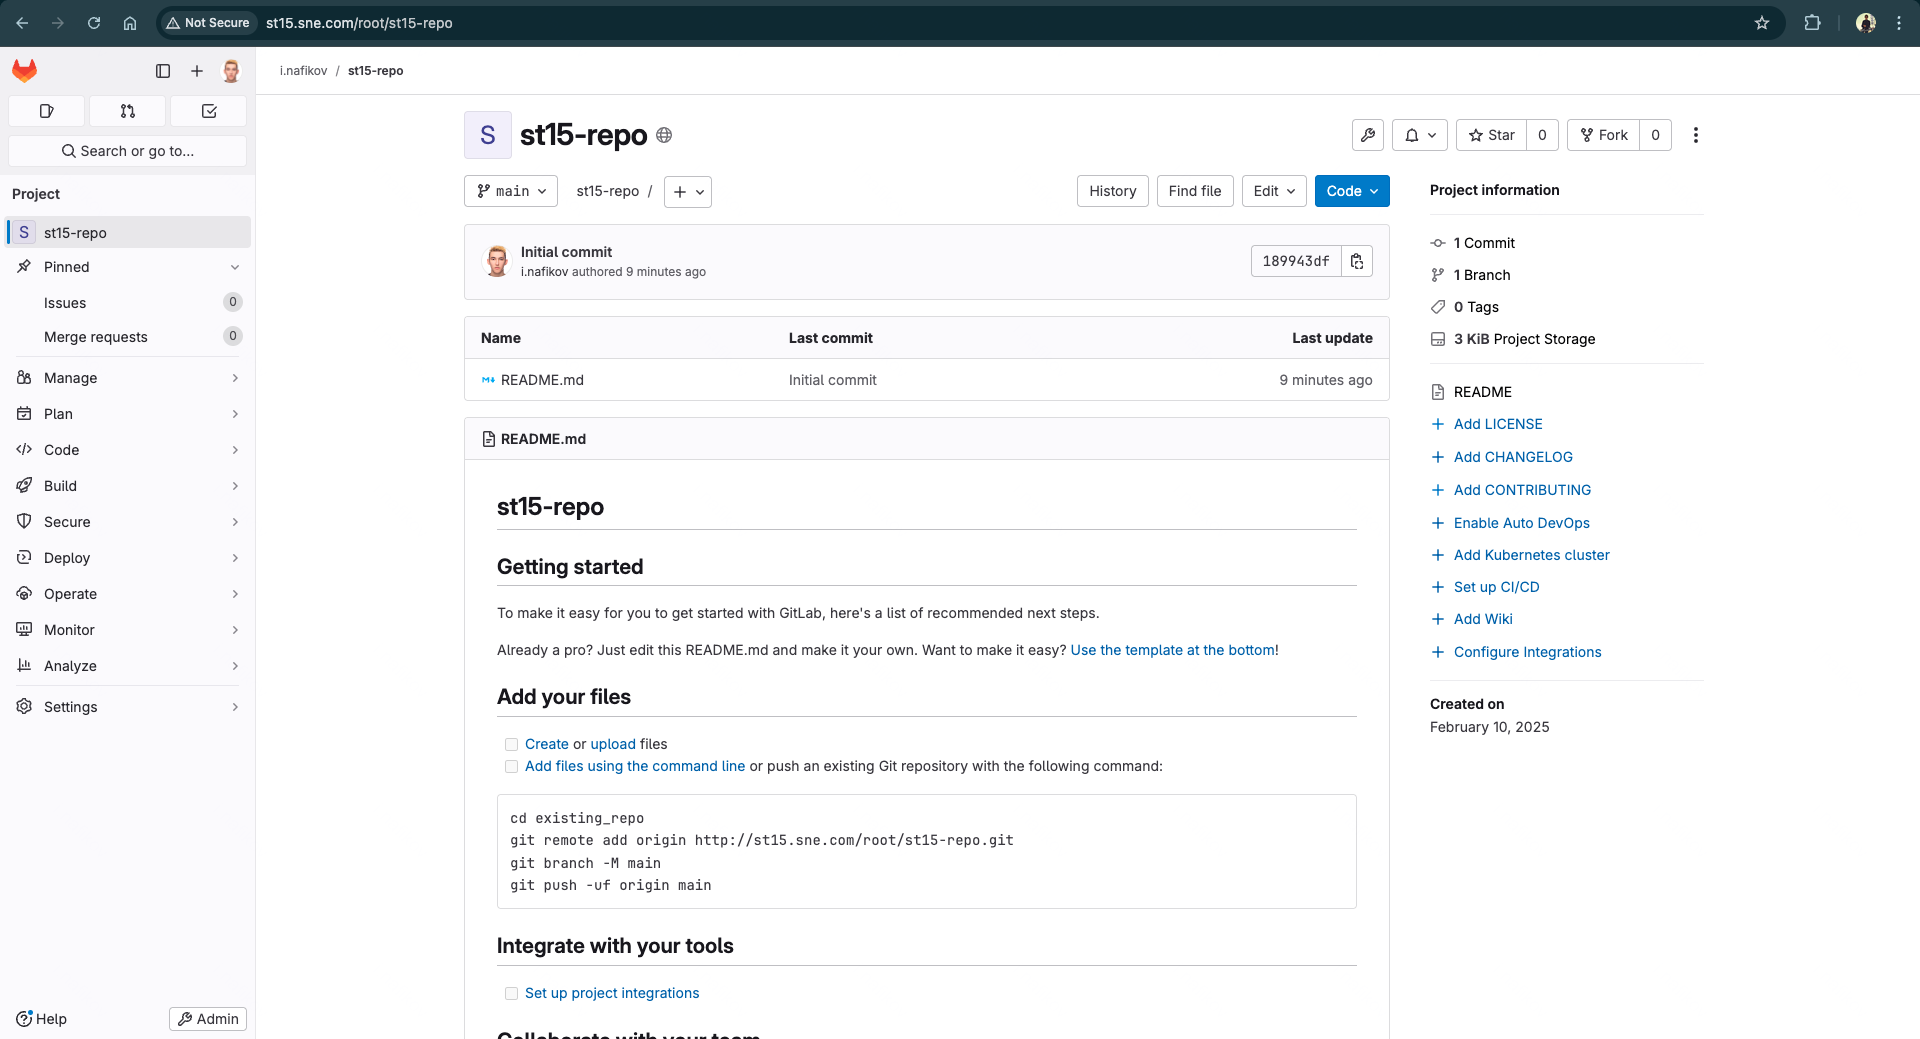 Not Secure st15.sne.com/root/st15-repo
i.nafikov / st15-repo
Search or go to...
Project
S st15-repo
Pinned
Issues 0
Merge requests 0
Manage
Plan
Code
Build
Secure
Deploy
Operate
Monitor
Analyze
Settings
Help
Admin
S st15-repo
Star 0
Fork 0
main
st15-repo /
History
Find file
Edit
Code
Initial commit
i.nafikov authored 9 minutes ago
189943df
Name Last commit Last update
README.md Initial commit 9 minutes ago
README.md
st15-repo
Getting started
To make it easy for you to get started with GitLab, here's a list of recommended next steps.
Already a pro? Just edit this README.md and make it your own. Want to make it easy? Use the template at the bottom!
Add your files
Create or upload files
Add files using the command line or push an existing Git repository with the following command:
cd existing_repo
git remote add origin http://st15.sne.com/root/st15-repo.git
git branch -M main
git push -uf origin main
Integrate with your tools
Set up project integrations
Collaborate with your team
Project information
1 Commit
1 Branch
0 Tags
3 KiB Project Storage
README
Add LICENSE
Add CHANGELOG
Add CONTRIBUTING
Enable Auto DevOps
Add Kubernetes cluster
Set up CI/CD
Add Wiki
Configure Integrations
Created on
February 10, 2025